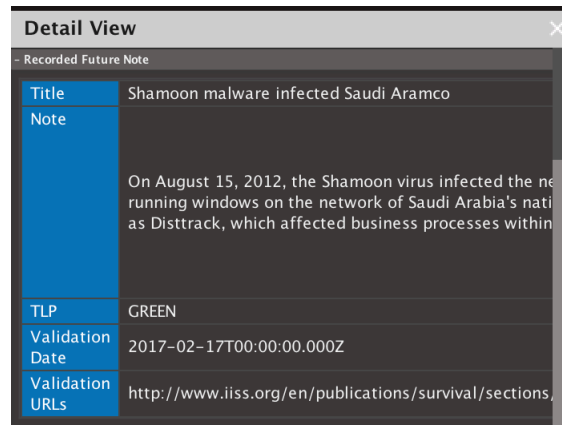 Detail View
– Recorded Future Note
Title Shamoon malware infected Saudi Aramco
Note
On August 15, 2012, the Shamoon virus infected the
running windows on the network of Saudi Arabia's
as Disttrack, which affected business processes within
TLP GREEN
Validation Date 2017-02-17T00:00:00.000Z
Validation URLs http://www.iiss.org/en/publications/survival/sections/